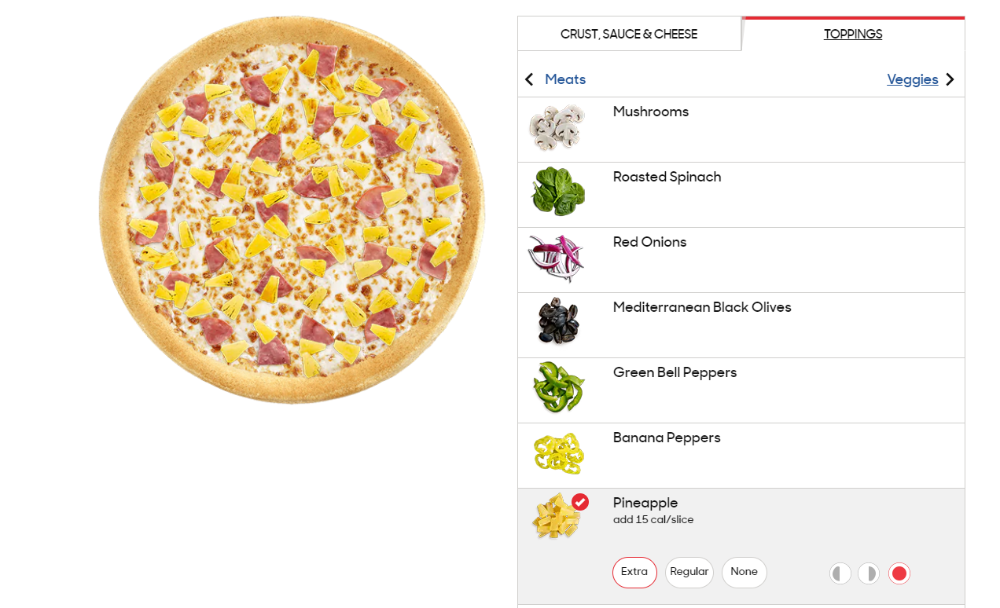 CRUST, SAUCE & CHEESE
TOPPINGS
Meats
Veggies
Mushrooms
Roasted Spinach
Red Onions
Mediterranean Black Olives
Green Bell Peppers
Banana Peppers
Pineapple
add 15 cal/slice
Extra
Regular
None